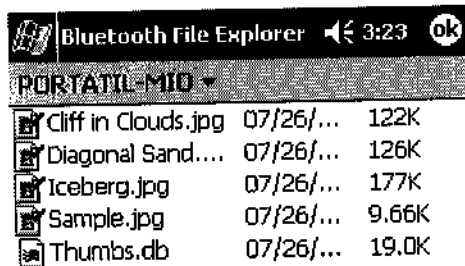 Bluetooth File Explorer 3:23 ok
PORTATIL-MIO
Cliff in Clouds.jpg 07/26/... 122K
Diagonal Sand.... 07/26/... 126K
Iceberg.jpg 07/26/... 177K
Sample.jpg 07/26/... 9.66K
Thumbs.db 07/26/... 19.0K